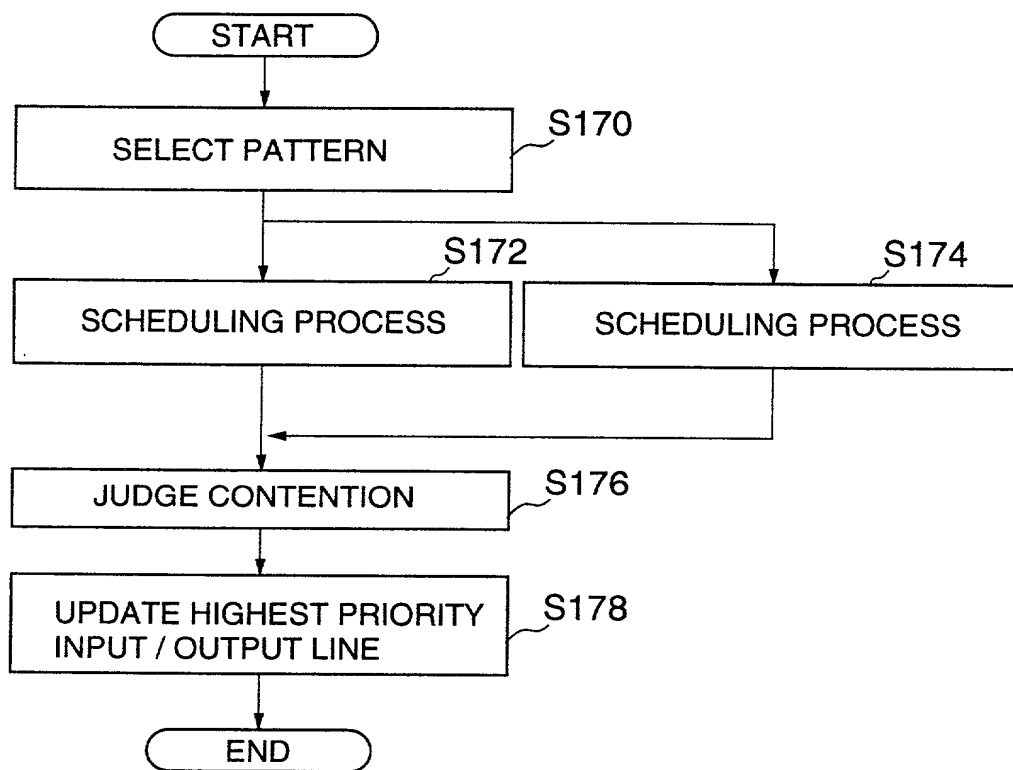 START
S170
SELECT PATTERN
S172
S174
SCHEDULING PROCESS
SCHEDULING PROCESS
S176
JUDGE CONTENTION
S178
UPDATE HIGHEST PRIORITY
INPUT / OUTPUT LINE
END